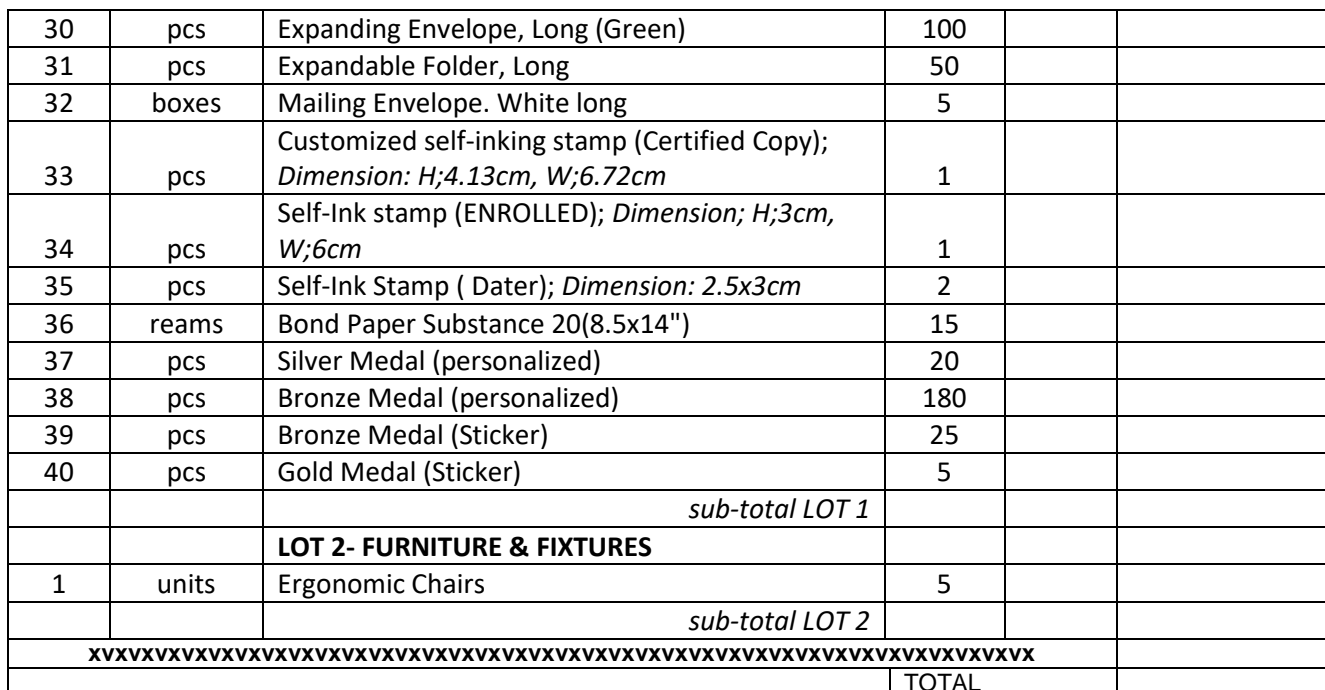 30 pcs Expanding Envelope, Long (Green) 100
31 pcs Expandable Folder, Long 50
32 boxes Mailing Envelope. White long 5
Customized self-inking stamp (Certified Copy);
33 pcs Dimension: H;4.13cm, W;6.72cm 1
Self-Ink stamp (ENROLLED); Dimension; H;3cm,
34 pcs W;6cm 1
35 pcs Self-Ink Stamp ( Dater); Dimension: 2.5x3cm 2
36 reams Bond Paper Substance 20(8.5x14") 15
37 pcs Silver Medal (personalized) 20
38 pcs Bronze Medal (personalized) 180
39 pcs Bronze Medal (Sticker) 25
40 pcs Gold Medal (Sticker) 5
sub-total LOT 1
LOT 2- FURNITURE & FIXTURES
1 units Ergonomic Chairs 5
sub-total LOT 2
xvxvxvxvxvxvxvxvxvxvxvxvxvxvxvxvxvxvxvxvxvxvxvxvxvxvxvxvxvxvxvxvxvxvxvx
TOTAL